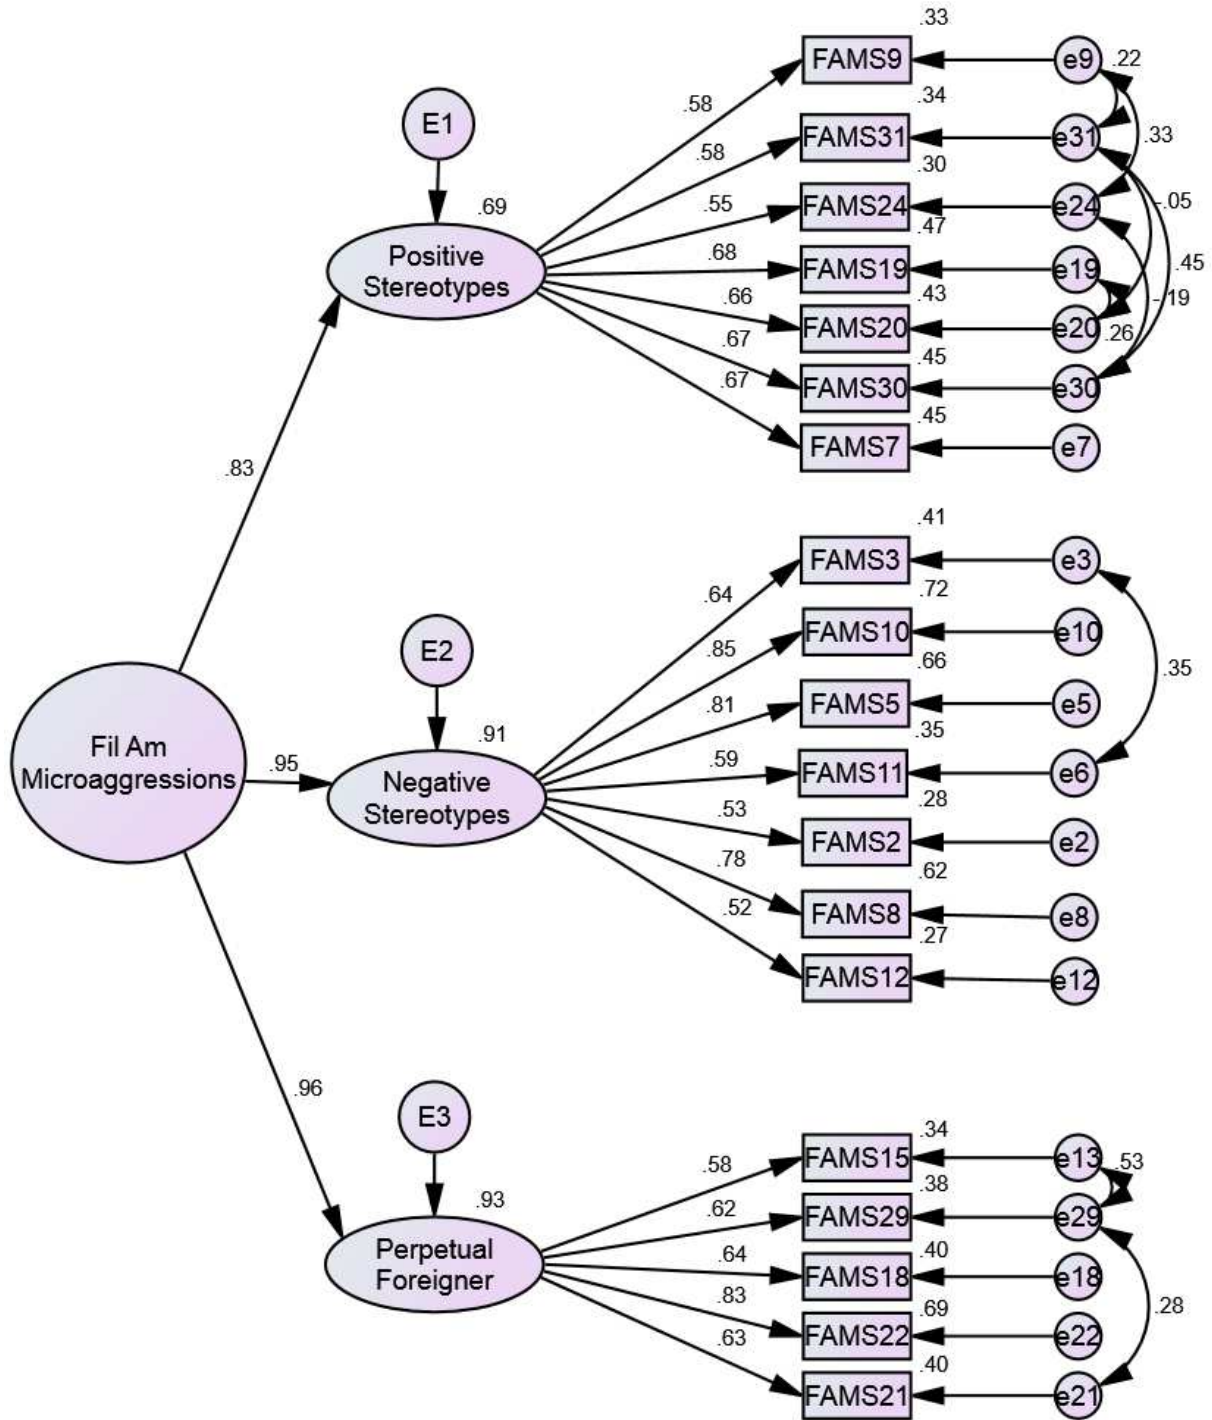 .33
FAMS9
e9
.22
.34
.58
E1
FAMS31
e31
.33
.58
.30
.55
FAMS24
e24
-.05
.69
.47
Positive
Stereotypes
.68
FAMS19
e19
.45
.66
.43
-.19
FAMS20
e20
.26
.67
.45
FAMS30
e30
.67
.45
FAMS7
e7
.83
.41
FAMS3
e3
.64
.72
E2
.85
FAMS10
e10
.66
.35
.81
FAMS5
e5
.91
.35
Fil Am
Microaggressions
.95
Negative
Stereotypes
.59
FAMS11
e6
.28
.53
FAMS2
e2
.78
.62
.52
FAMS8
e8
.27
FAMS12
e12
.96
E3
.34
.58
FAMS15
e13
.53
.38
.93
.62
FAMS29
e29
Perpetual
Foreigner
.64
.40
FAMS18
e18
.83
.69
.28
.63
FAMS22
e22
.40
FAMS21
e21